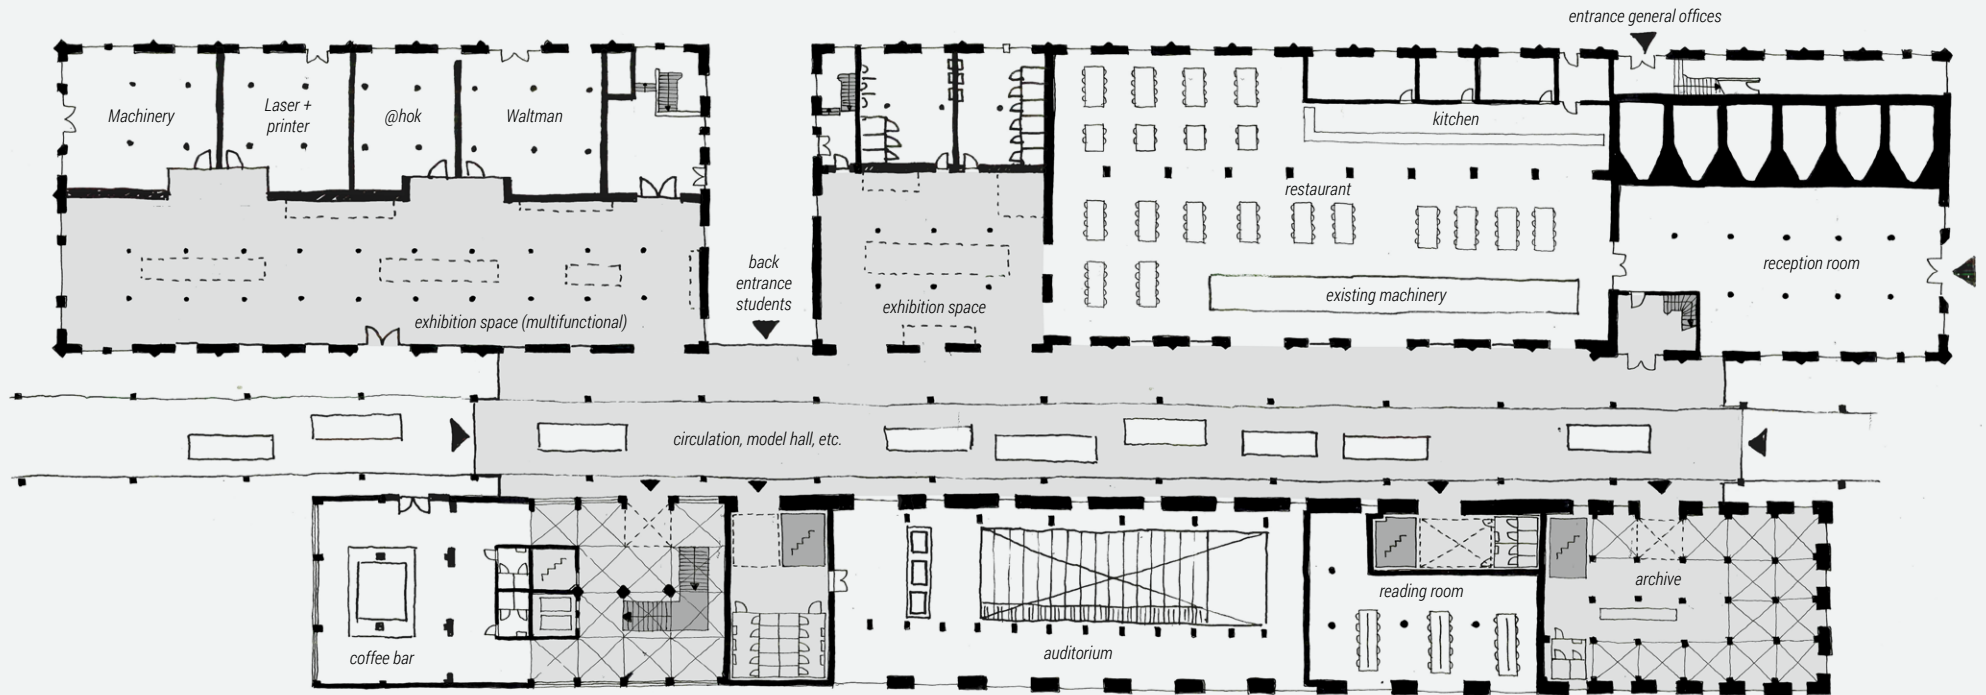 entrance general offices
Machinery
Laser +
printer
@hok
Waltman
kitchen
restaurant
back
entrance
students
reception room
existing machinery
exhibition space
exhibition space (multifunctional)
circulation, model hall, etc.
archive
reading room
auditorium
coffee bar